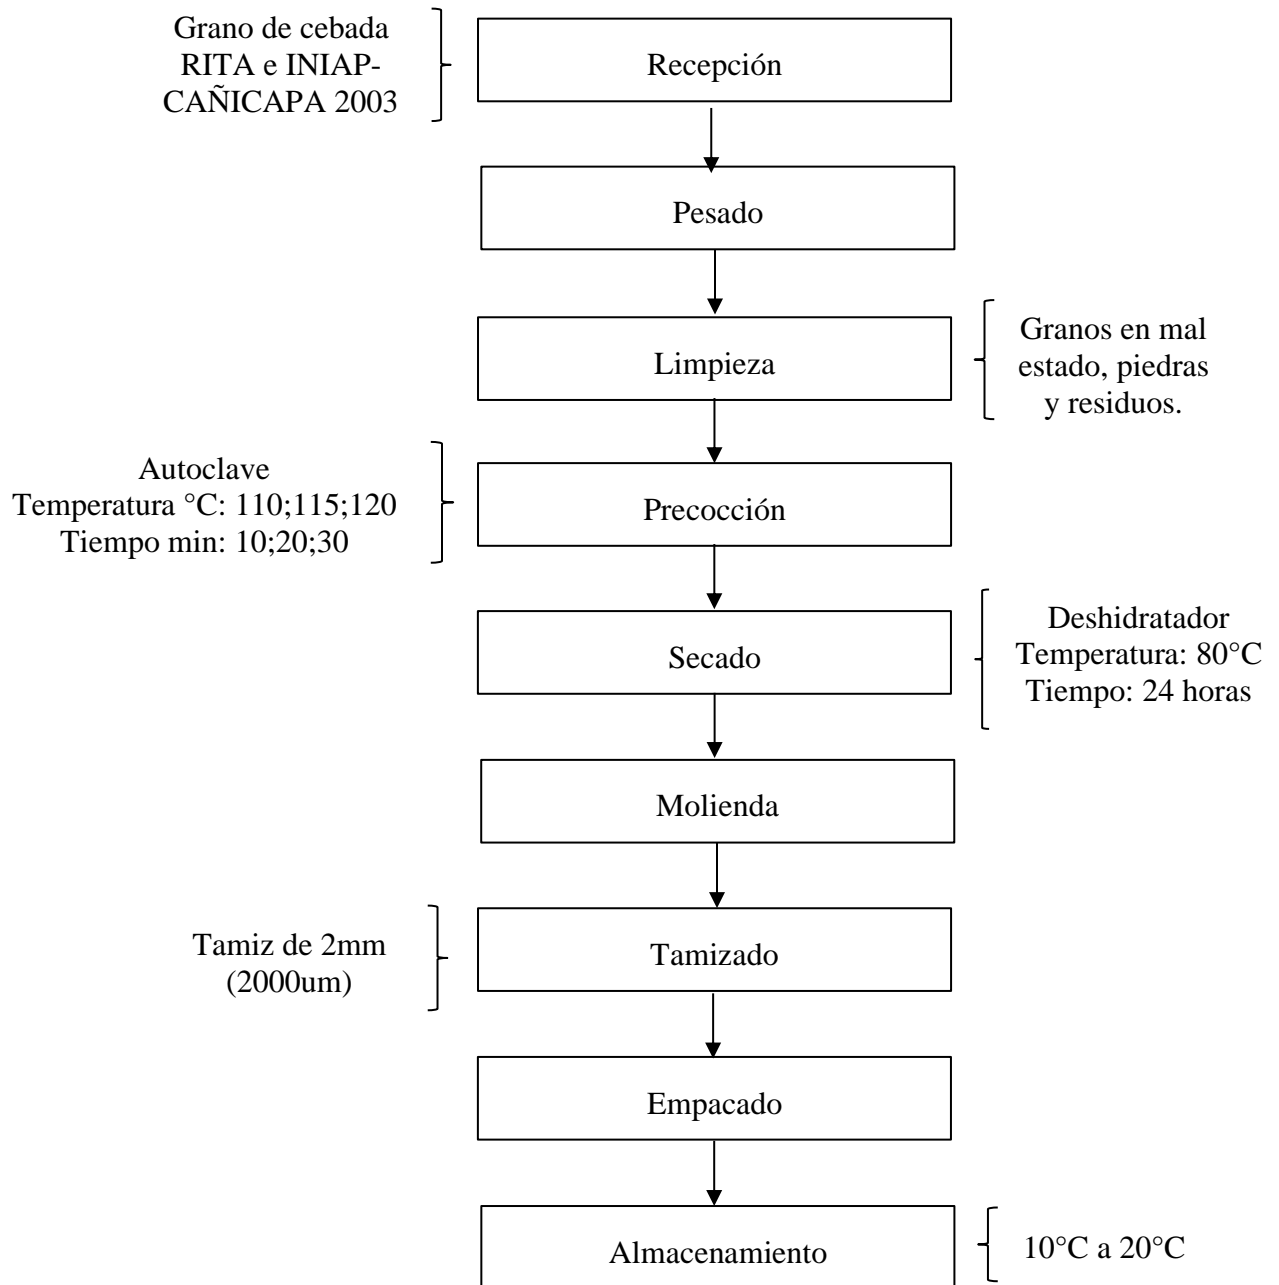 Grano de cebada
RITA e INIAP-
CAÑICAPA 2003
Recepción
Pesado
Limpieza
Granos en mal
estado, piedras
y residuos.
Autoclave
Temperatura °C: 110;115;120
Tiempo min: 10;20;30
Precocción
Secado
Deshidratador
Temperatura: 80°C
Tiempo: 24 horas
Molienda
Tamiz de 2mm
(2000um)
Tamizado
Empacado
Almacenamiento
10°C a 20°C